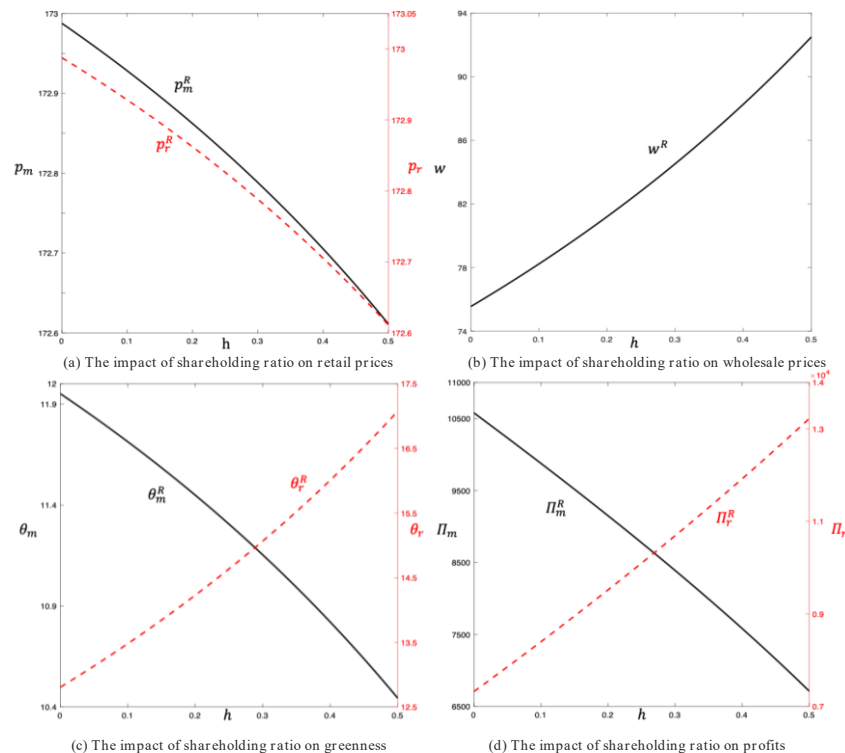 173
172.9
172.8
172.7
172.6
p_m
p_m^R
p_r^R
173.05
173
172.9
172.8
172.7
172.6
p_r
0 0.1 0.2 0.3 0.4 0.5
h
(a) The impact of shareholding ratio on retail prices
94
90
86
82
78
74
w
w^R
0 0.1 0.2 0.3 0.4 0.5
h
(b) The impact of shareholding ratio on wholesale prices
12
11.9
11.4
10.9
10.4
θ_m
θ_m^R
θ_r^R
17.5
16.5
15.5
14.5
13.5
12.5
θ_r
0 0.1 0.2 0.3 0.4 0.5
h
(c) The impact of shareholding ratio on greenness
11000
10500
9500
8500
7500
6500
Π_m
Π_m^R
Π_r^R
×10^4
1.4
1.3
1.1
0.9
0.7
Π_r
0 0.1 0.2 0.3 0.4 0.5
h
(d) The impact of shareholding ratio on profits